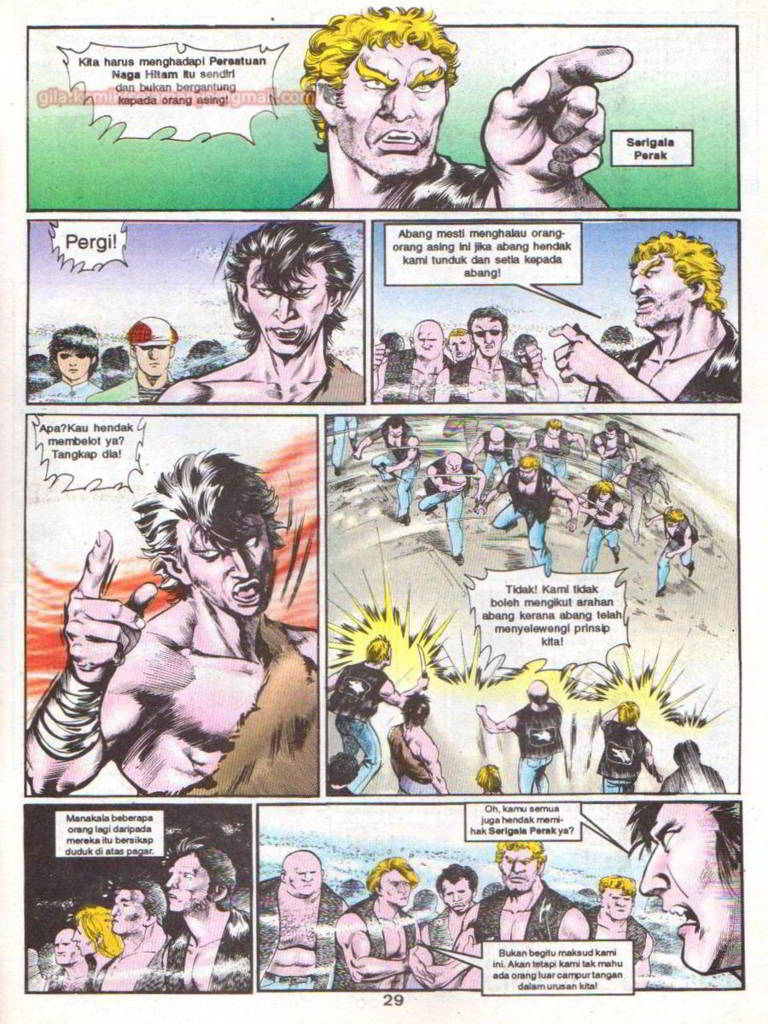 Kita harus menghadapi Persatuan
Naga Hitam itu sendiri
dan bukan bergantung
kepada orang asing!
Serigala
Perak
Pergi!
Abang mesti menghalau orang-
orang asing ini jika abang hendak
kami tunduk dan setia kepada
abang!
Apa?Kau hendak
membelot ya?
Tangkap dia!
Tidak! Kami tidak
boleh mengikut arahan
abang kerana abang telah
menyelewengi prinsip
kita!
Manakala beberapa
orang lagi daripada
mereka itu bersikap
duduk di atas pagar.
Oh, kamu semua
juga hendak memi-
hak Serigala Perak ya?
Bukan begitu maksud kami
ini. Akan tetapi kami tak mahu
ada orang luar campur tangan
dalam urusan kita!
29